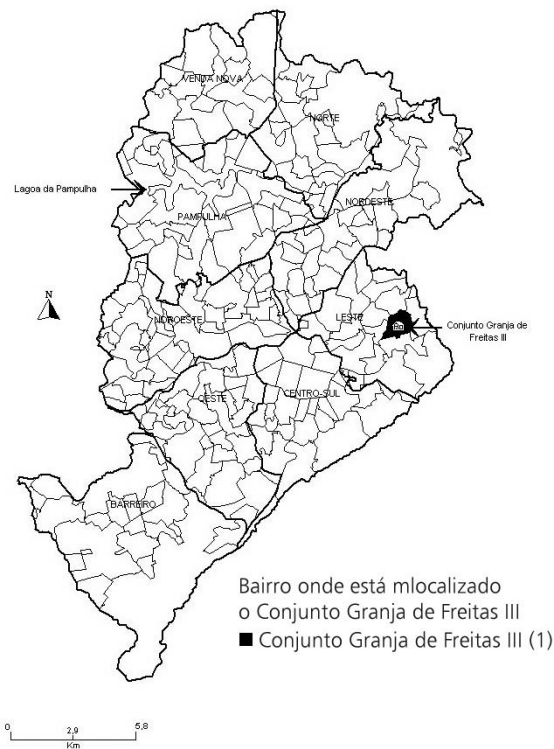 VENDA NOVA
NORTE
Lagoa da Pampulha
NORDESTE
PAMPULHA
N
NOROESTE
LESTE
Conjunto Granja de
Freitas III
OESTE
CENTRO-SUL
BARREIRO
Bairro onde está mlocalizado
o Conjunto Granja de Freitas III
■ Conjunto Granja de Freitas III (1)
0 2,9 5,8
Km